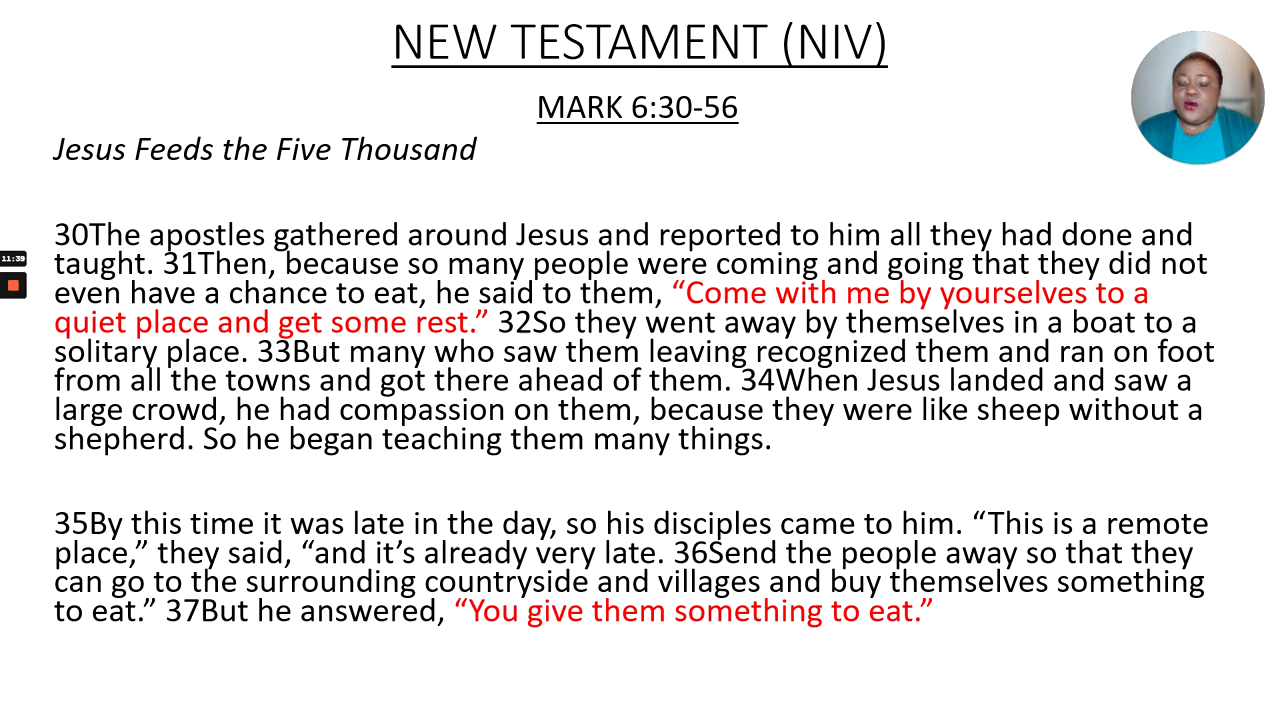 NEW TESTAMENT (NIV)
MARK 6:30-56
Jesus Feeds the Five Thousand
30The apostles gathered around Jesus and reported to him all they had done and
taught. 31Then, because so many people were coming and going that they did not
even have a chance to eat, he said to them, “Come with me by yourselves to a
quiet place and get some rest.” 32So they went away by themselves in a boat to a
solitary place. 33But many who saw them leaving recognized them and ran on foot
from all the towns and got there ahead of them. 34When Jesus landed and saw a
large crowd, he had compassion on them, because they were like sheep without a
shepherd. So he began teaching them many things.
35By this time it was late in the day, so his disciples came to him. “This is a remote
place,” they said, “and it’s already very late. 36Send the people away so that they
can go to the surrounding countryside and villages and buy themselves something
to eat.” 37But he answered, “You give them something to eat.”
11:39